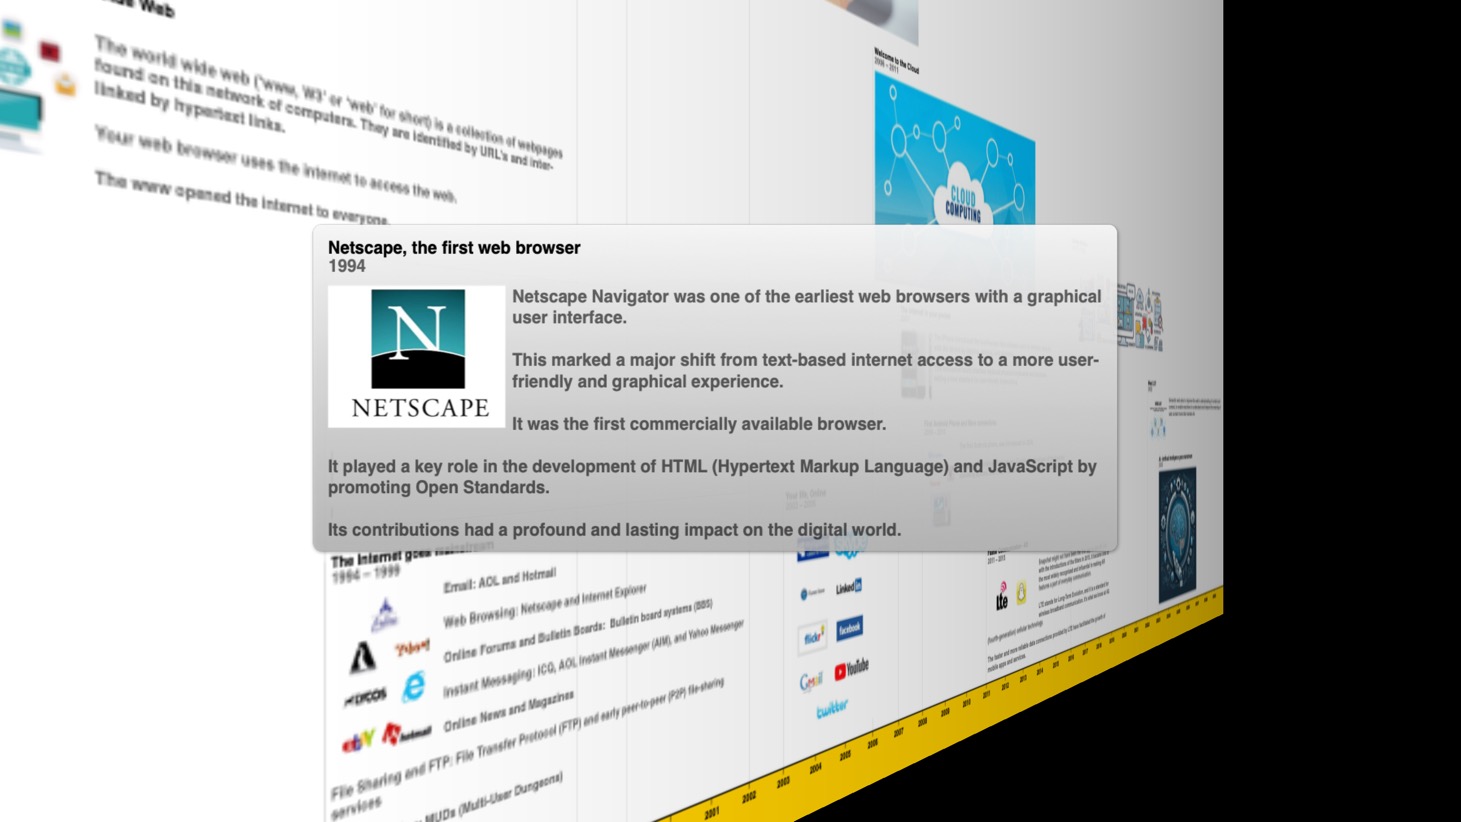 Wide Web
The world wide web ('www, W3' or 'web' for short) is a collection of webpages
found on this network of computers. They are identified by URL's and inter-
linked by hypertext links.
Your web browser uses the internet to access the web.
The www opened the internet to everyone.
Welcome to the Cloud
2006 – 2011
CLOUD
COMPUTING
Netscape, the first web browser
1994
NETSCAPE
Netscape Navigator was one of the earliest web browsers with a graphical
user interface.
This marked a major shift from text-based internet access to a more user-
friendly and graphical experience.
It was the first commercially available browser.
It played a key role in the development of HTML (Hypertext Markup Language) and JavaScript by
promoting Open Standards.
Its contributions had a profound and lasting impact on the digital world.
The Internet goes mainstream
1994 – 1999
Email: AOL and Hotmail
Web Browsing: Netscape and Internet Explorer
Online Forums and Bulletin Boards: Bulletin board systems (BBS)
Instant Messaging: ICQ, AOL Instant Messenger (AIM), and Yahoo Messenger
Online News and Magazines
File Sharing and FTP: File Transfer Protocol (FTP) and early peer-to-peer (P2P) file-sharing
services
MUDs (Multi-User Dungeons)
ebY
hotmail
LinkedIn
flickr
facebook
Gmail
YouTube
twitter
lte
2001
2002
2003
2004
2005
2006
2007
2008
2009
2010
2011
2012
2013
2014
2015
2016
2017
2018